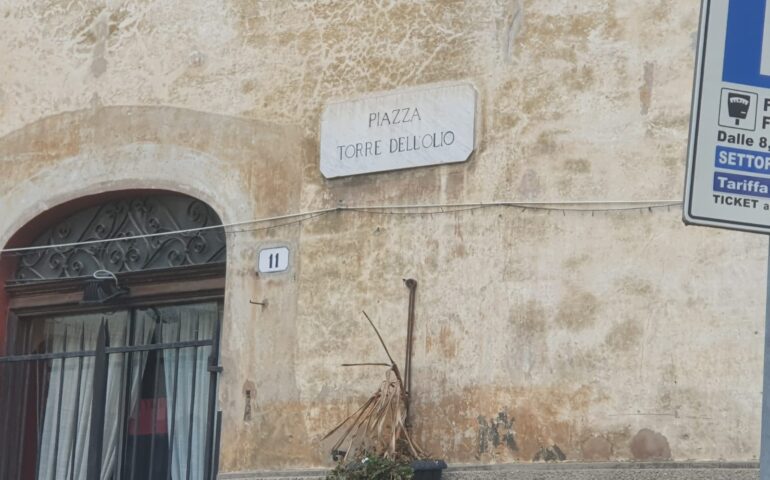 PIAZZA
TORRE DELL'OLIO
11
Dalle 8,
SETTOR
Tariffa
TICKET